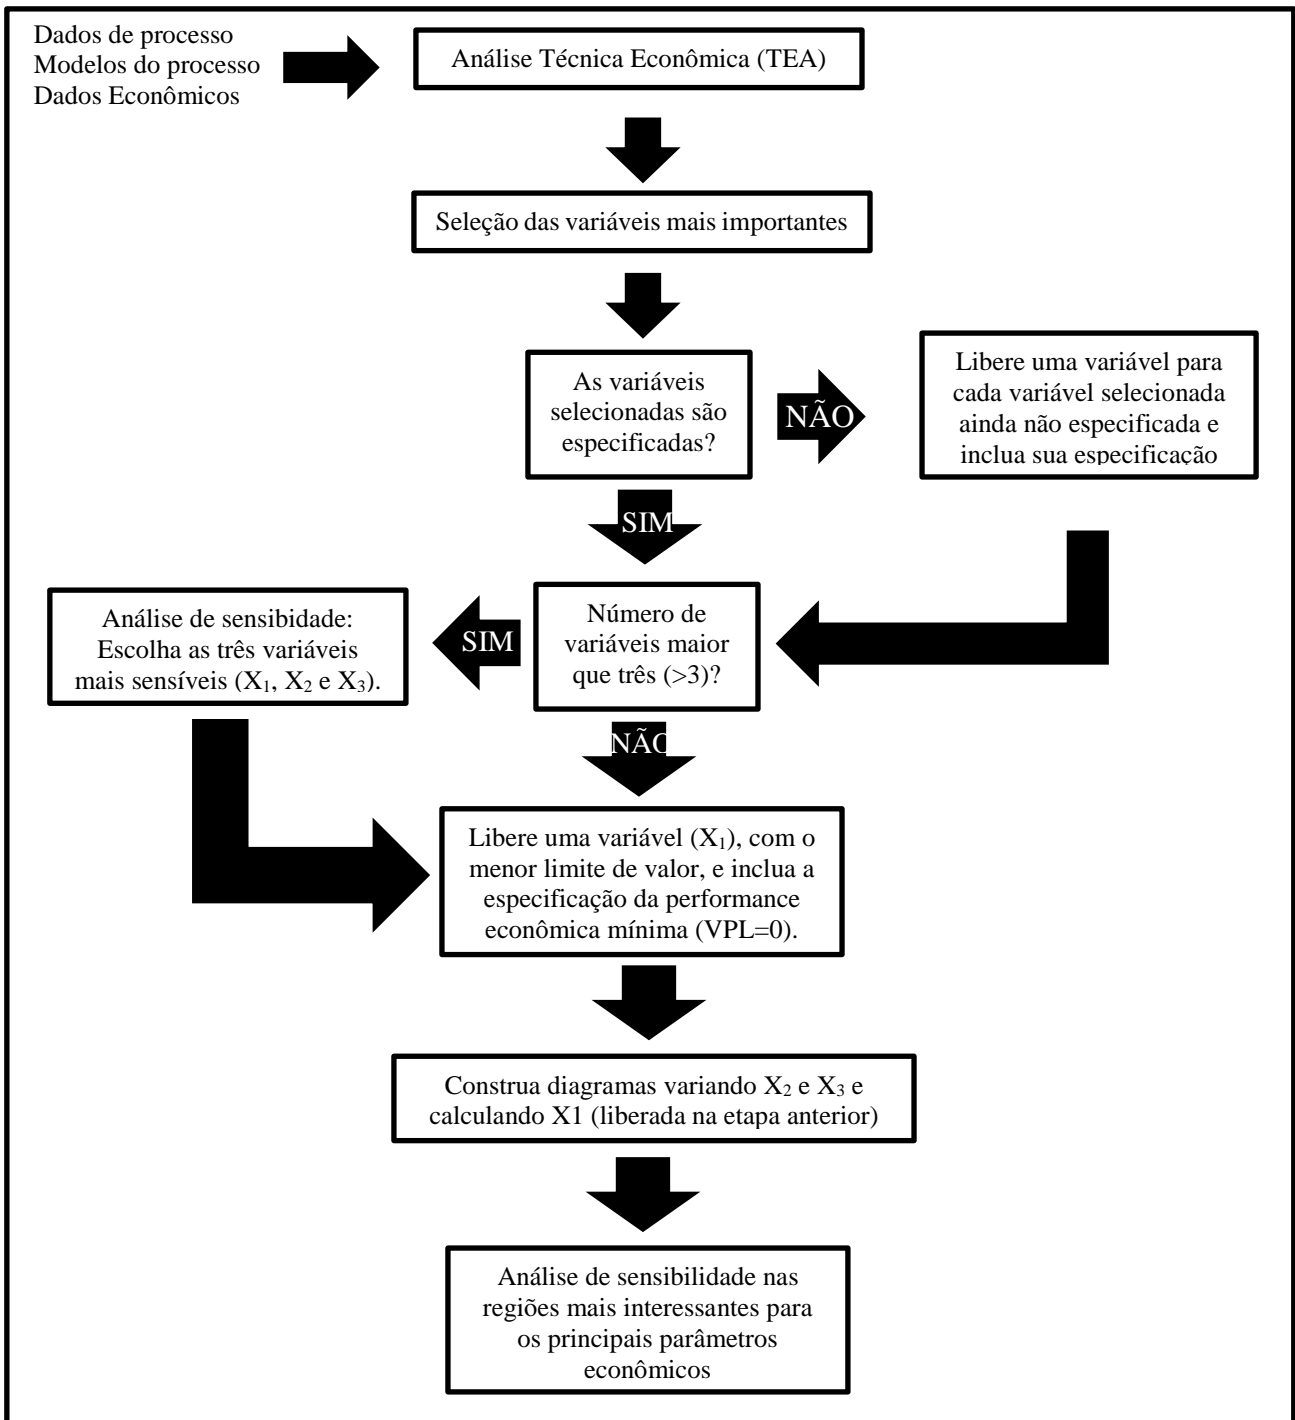 Dados de processo
Modelos do processo
Dados Econômicos
Análise Técnica Econômica (TEA)
Seleção das variáveis mais importantes
As variáveis
selecionadas são
especificadas?
NÃO
Libere uma variável para
cada variável selecionada
ainda não especificada e
inclua sua especificação
SIM
Número de
variáveis maior
que três (>3)?
SIM
Análise de sensibidade:
Escolha as três variáveis
mais sensíveis (X₁, X₂ e X₃).
NÃO
Libere uma variável (X₁), com o
menor limite de valor, e inclua a
especificação da performance
econômica mínima (VPL=0).
Construa diagramas variando X₂ e X₃ e
calculando X1 (liberada na etapa anterior)
Análise de sensibilidade nas
regiões mais interessantes para
os principais parâmetros
econômicos